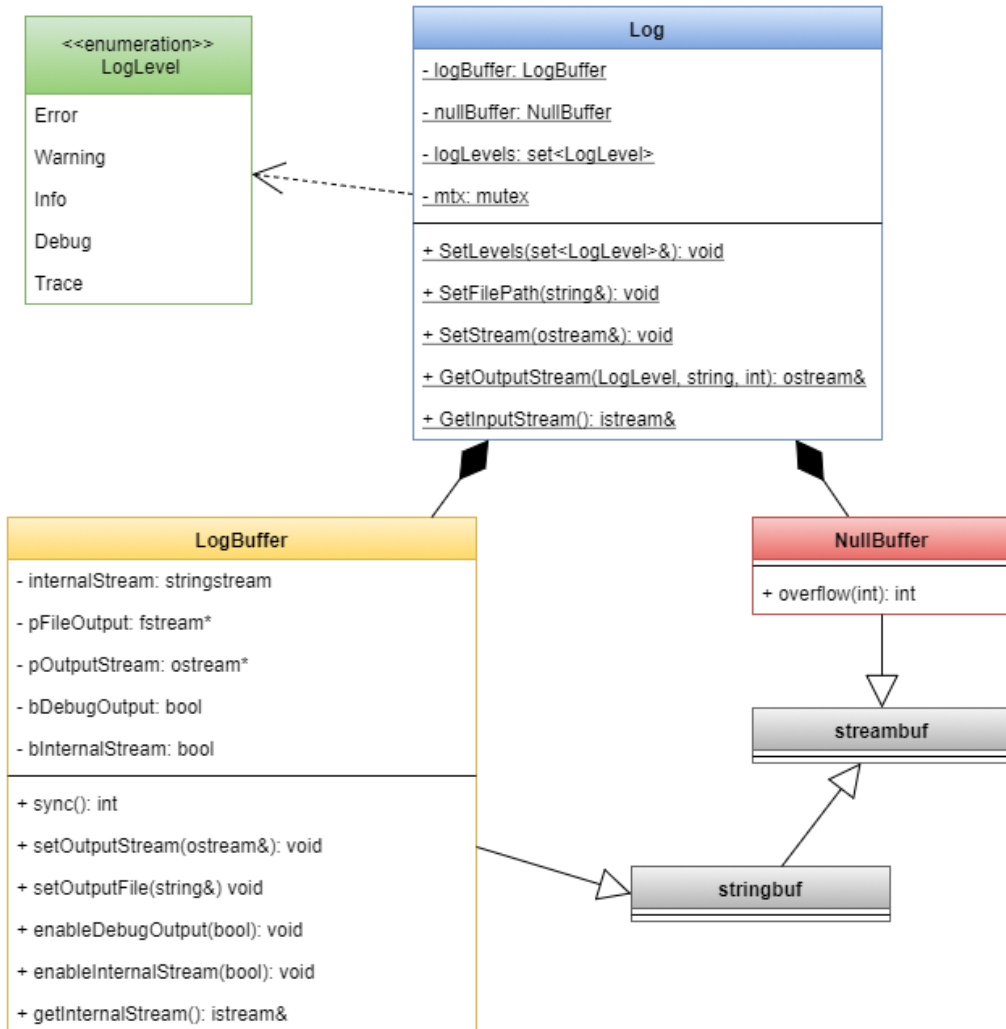 <<enumeration>>
LogLevel
Error
Warning
Info
Debug
Trace
Log
- logBuffer: LogBuffer
- nullBuffer: NullBuffer
- logLevels: set<LogLevel>
- mtx: mutex
+ SetLevels(set<LogLevel>&): void
+ SetFilePath(string&): void
+ SetStream(ostream&): void
+ GetOutputStream(LogLevel, string, int): ostream&
+ GetInputStream(): istream&
LogBuffer
- internalStream: stringstream
- pFileOutput: fstream*
- pOutputStream: ostream*
- bDebugOutput: bool
- bInternalStream: bool
+ sync(): int
+ setOutputStream(ostream&): void
+ setOutputFile(string&) void
+ enableDebugOutput(bool): void
+ enableInternalStream(bool): void
+ getInternalStream(): istream&
NullBuffer
+ overflow(int): int
streambuf
stringbuf